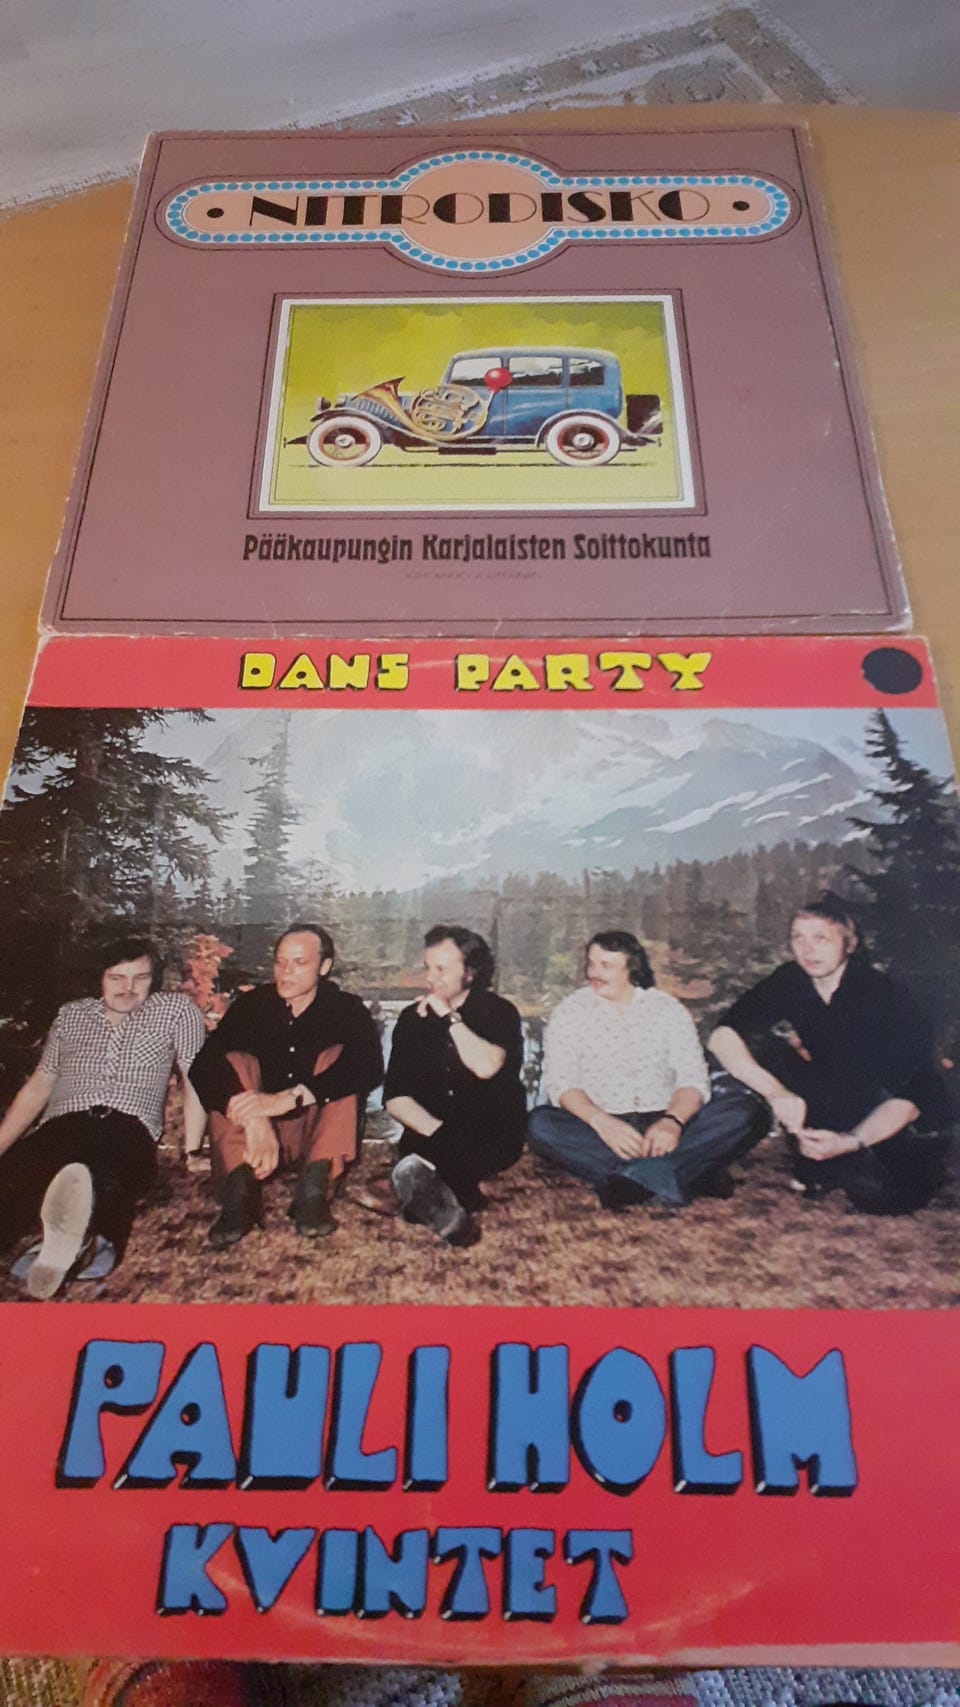 • NITRODISKO •
Pääkaupungin Karjalaisten Soittokunta
DANS PARTY
PAULI HOLM
KVINTET